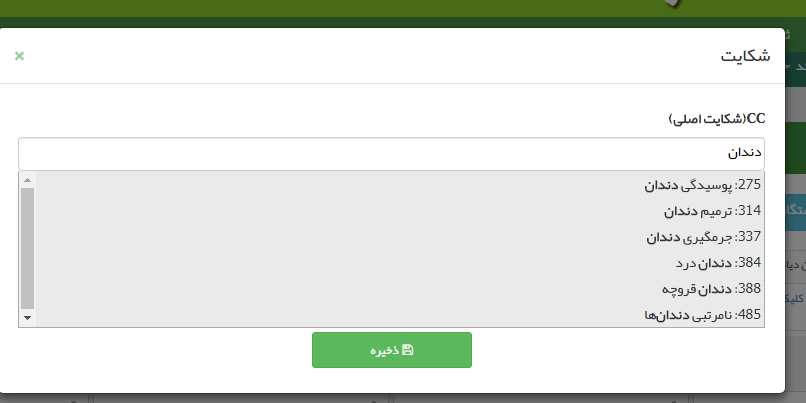 شکایت ×
CC(شکایت اصلی)
دندان
275: پوسیدگی دندان
314: ترمیم دندان
337: جرمگیری دندان
384: دندان درد
388: دندان قروچه
485: نامرتبی دندان‌ها
ذخیره